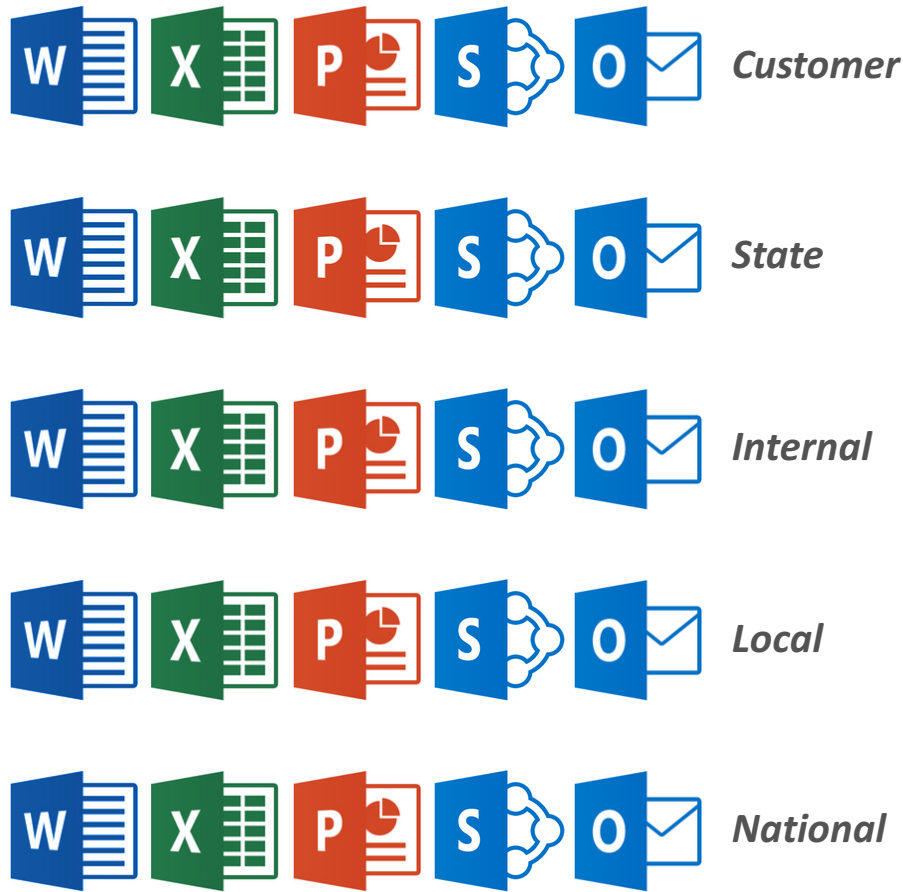 W X P S O Customer
W X P S O State
W X P S O Internal
W X P S O Local
W X P S O National